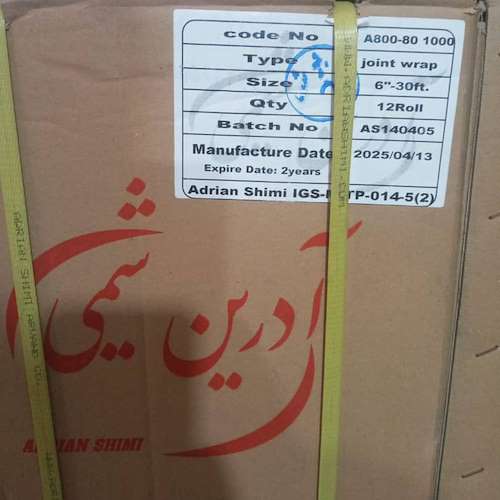 code No A800-80 1000
Type joint wrap
Size 6"-30ft.
Qty 12Roll
Batch No AS140405
Manufacture Date 2025/04/13
Expire Date: 2years
Adrian Shimi IGS- TP-014-5(2)
آدرین شیمی
ADRIAN SHIMI